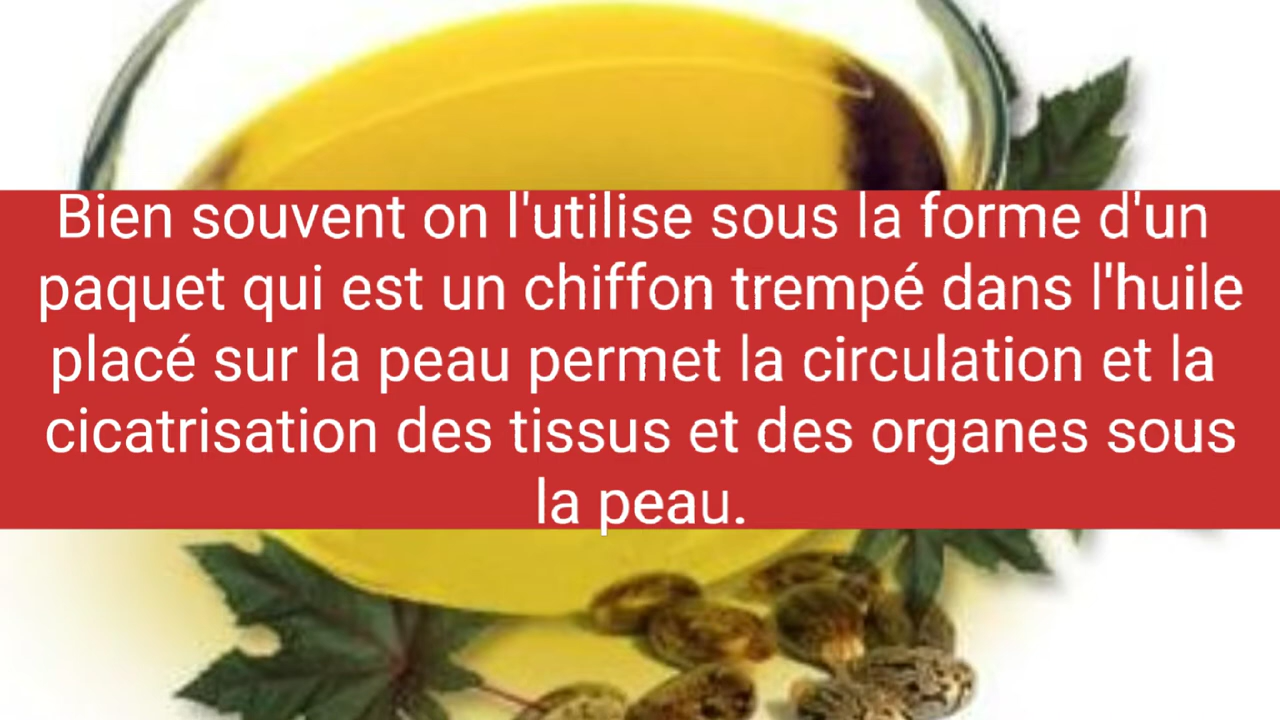 Bien souvent on l'utilise sous la forme d'un
paquet qui est un chiffon trempé dans l'huile
placé sur la peau permet la circulation et la
cicatrisation des tissus et des organes sous
la peau.